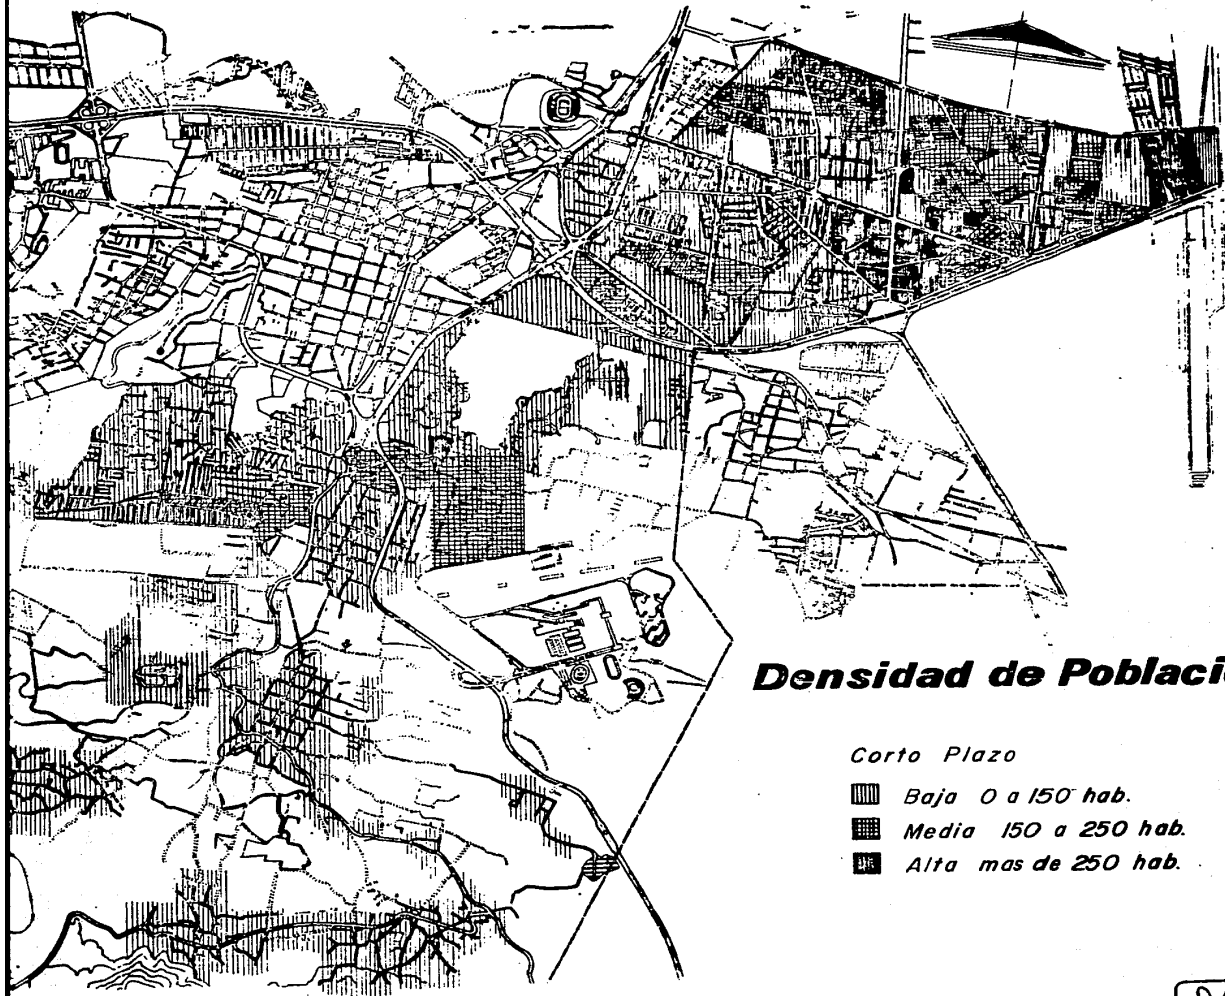 Densidad de Poblaci
Corto Plazo
Baja 0 a 150 hab.
Media 150 a 250 hab.
Alta mas de 250 hab.